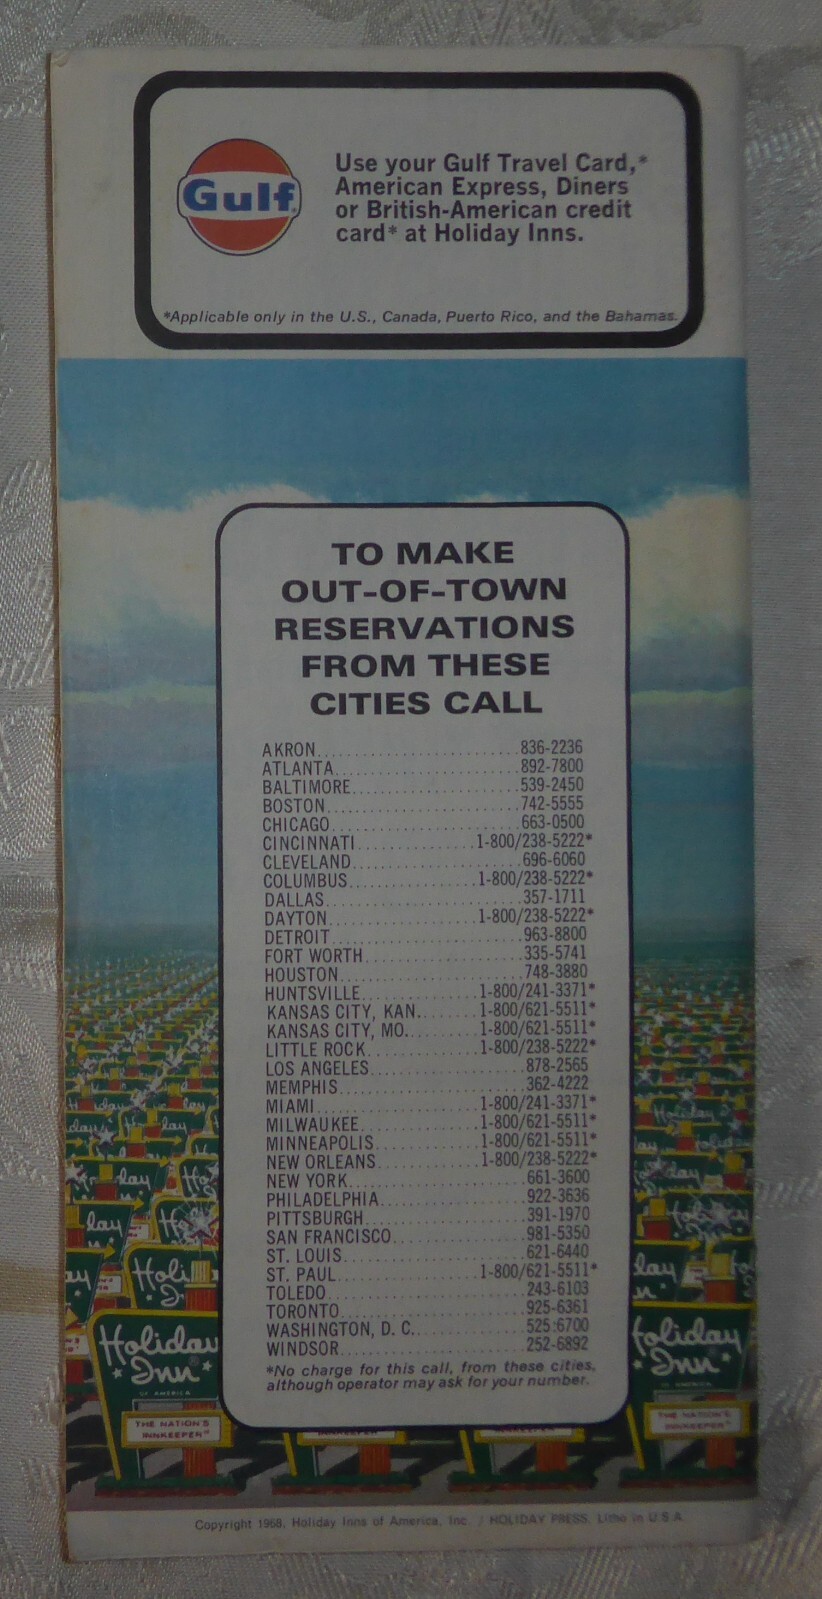 Gulf
Use your Gulf Travel Card,*
American Express, Diners
or British-American credit
card* at Holiday Inns.
*Applicable only in the U.S., Canada, Puerto Rico, and the Bahamas.
TO MAKE
OUT-OF-TOWN
RESERVATIONS
FROM THESE
CITIES CALL
AKRON 836-2236
ATLANTA 892-7800
BALTIMORE 539-2450
BOSTON 742-5555
CHICAGO 663-0500
CINCINNATI 1-800/238-5222*
CLEVELAND 696-6060
COLUMBUS 1-800/238-5222*
DALLAS 357-1711
DAYTON 1-800/238-5222*
DETROIT 963-8800
FORT WORTH 335-5741
HOUSTON 748-3880
HUNTSVILLE 1-800/241-3371*
KANSAS CITY, KAN. 1-800/621-5511*
KANSAS CITY, MO. 1-800/621-5511*
LITTLE ROCK 1-800/238-5222*
LOS ANGELES 878-2565
MEMPHIS 362-4222
MIAMI 1-800/241-3371*
MILWAUKEE 1-800/621-5511*
MINNEAPOLIS 1-800/621-5511*
NEW ORLEANS 1-800/238-5222*
NEW YORK 661-3600
PHILADELPHIA 922-3636
PITTSBURGH 391-1970
SAN FRANCISCO 981-5350
ST. LOUIS 621-6440
ST. PAUL 1-800/621-5511*
TOLEDO 243-6103
TORONTO 925-6361
WASHINGTON, D. C. 525-6700
WINDSOR 252-6892
*No charge for this call, from these cities,
although operator may ask for your number.
Holiday
Inn
OF AMERICA
THE NATION'S
INNKEEPER
Holiday
Inn
OF AMERICA
THE NATION'S
INNKEEPER
Copyright 1968, Holiday Inns of America, Inc. / HOLIDAY PRESS, Litho in U.S.A.